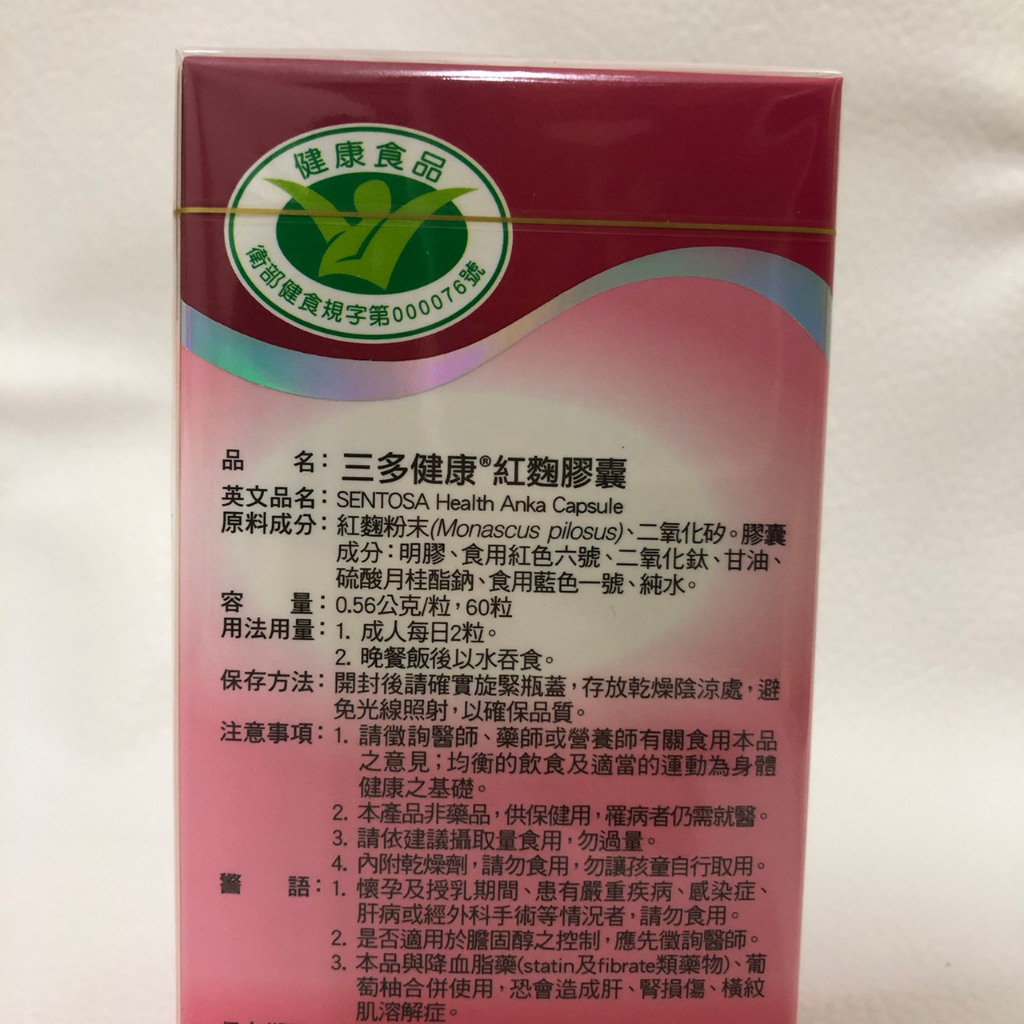 健康食品
衛部健食規字第000076號
品 名：三多健康®紅麴膠囊
英文品名：SENTOSA Health Anka Capsule
原料成分：紅麴粉末(Monascus pilosus)、二氧化矽。膠囊
成分：明膠、食用紅色六號、二氧化鈦、甘油、
硫酸月桂酯鈉、食用藍色一號、純水。
容 量：0.56公克/粒，60粒
用法用量：1. 成人每日2粒。
2. 晚餐飯後以水吞食。
保存方法：開封後請確實旋緊瓶蓋，存放乾燥陰涼處，避
免光線照射，以確保品質。
注意事項：1. 請徵詢醫師、藥師或營養師有關食用本品
之意見；均衡的飲食及適當的運動為身體
健康之基礎。
2. 本產品非藥品，供保健用，罹病者仍需就醫。
3. 請依建議攝取量食用，勿過量。
4. 內附乾燥劑，請勿食用，勿讓孩童自行取用。
警 語：1. 懷孕及授乳期間、患有嚴重疾病、感染症、
肝病或經外科手術等情況者，請勿食用。
2. 是否適用於膽固醇之控制，應先徵詢醫師。
3. 本品與降血脂藥(statin及fibrate類藥物)、葡
萄柚合併使用，恐會造成肝、腎損傷、橫紋
肌溶解症。